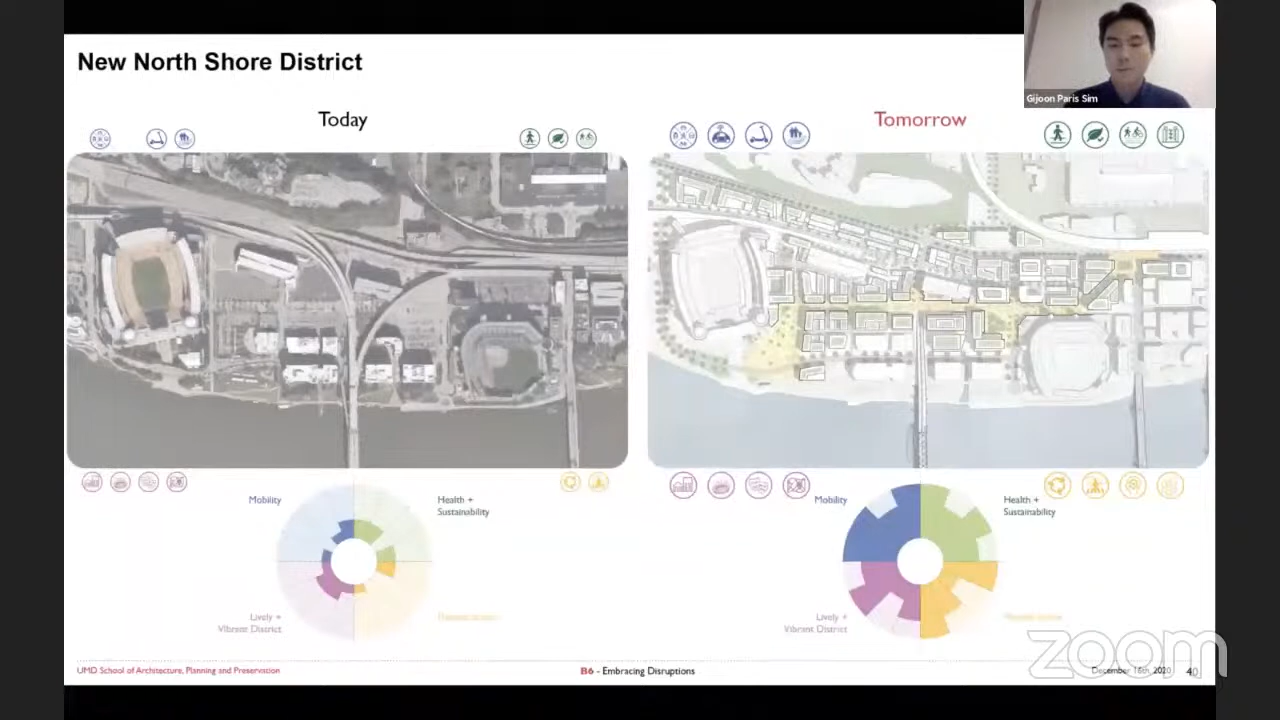 New North Shore District
Gijoon Paris Sim
Today
Tomorrow
Mobility
Health +
Sustainability
Lively +
Vibrant District
Mobility
Health +
Sustainability
Lively +
Vibrant District
zoom
UMD School of Architecture, Planning and Preservation
B6 - Embracing Disruptions
December 16th, 2020
40